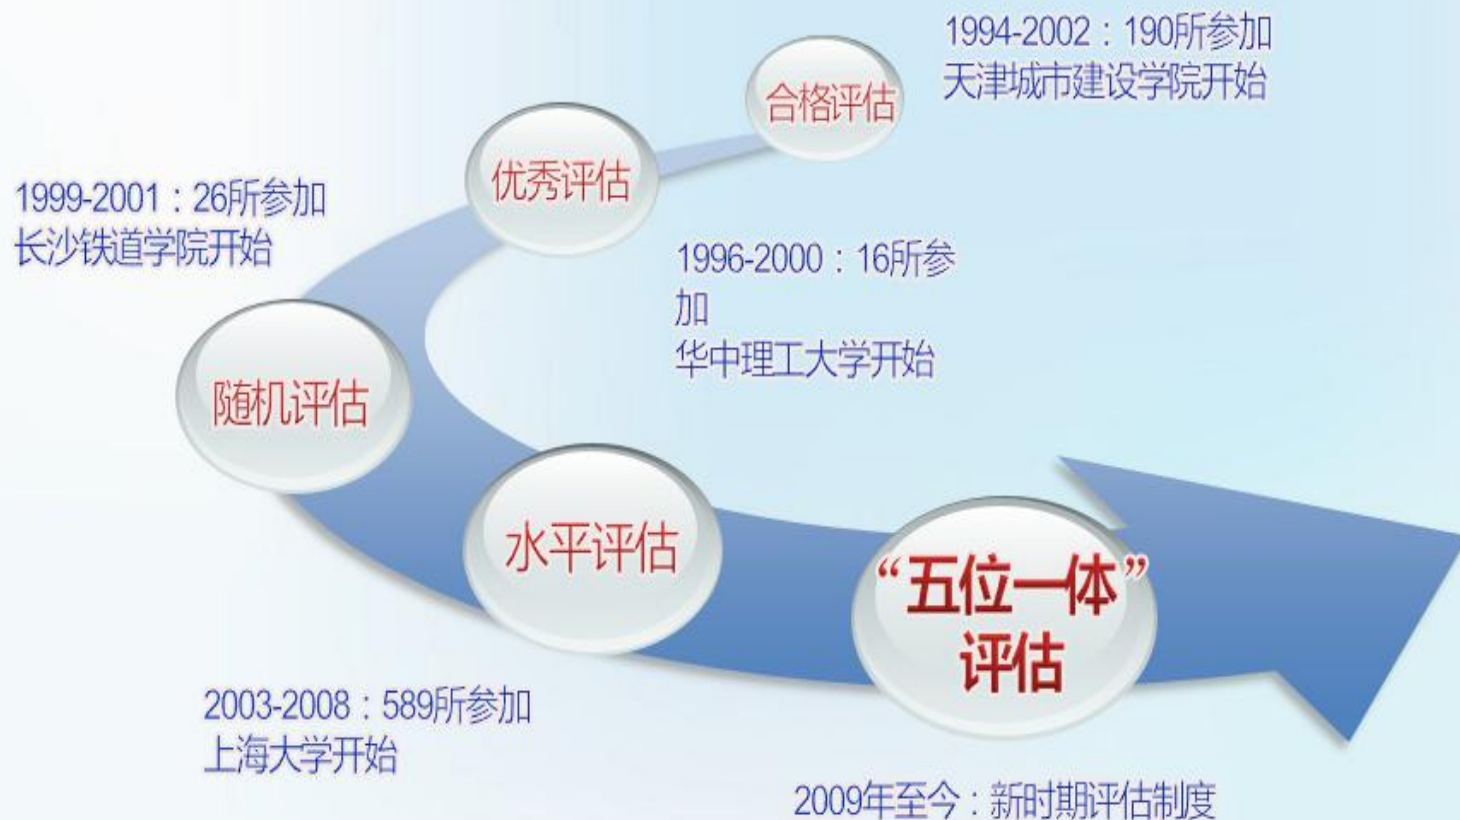 1994-2002：190所参加
天津城市建设学院开始
合格评估
优秀评估
1996-2000：16所参
加
华中理工大学开始
1999-2001：26所参加
长沙铁道学院开始
随机评估
水平评估
2003-2008：589所参加
上海大学开始
“五位一体”
评估
2009年至今：新时期评估制度